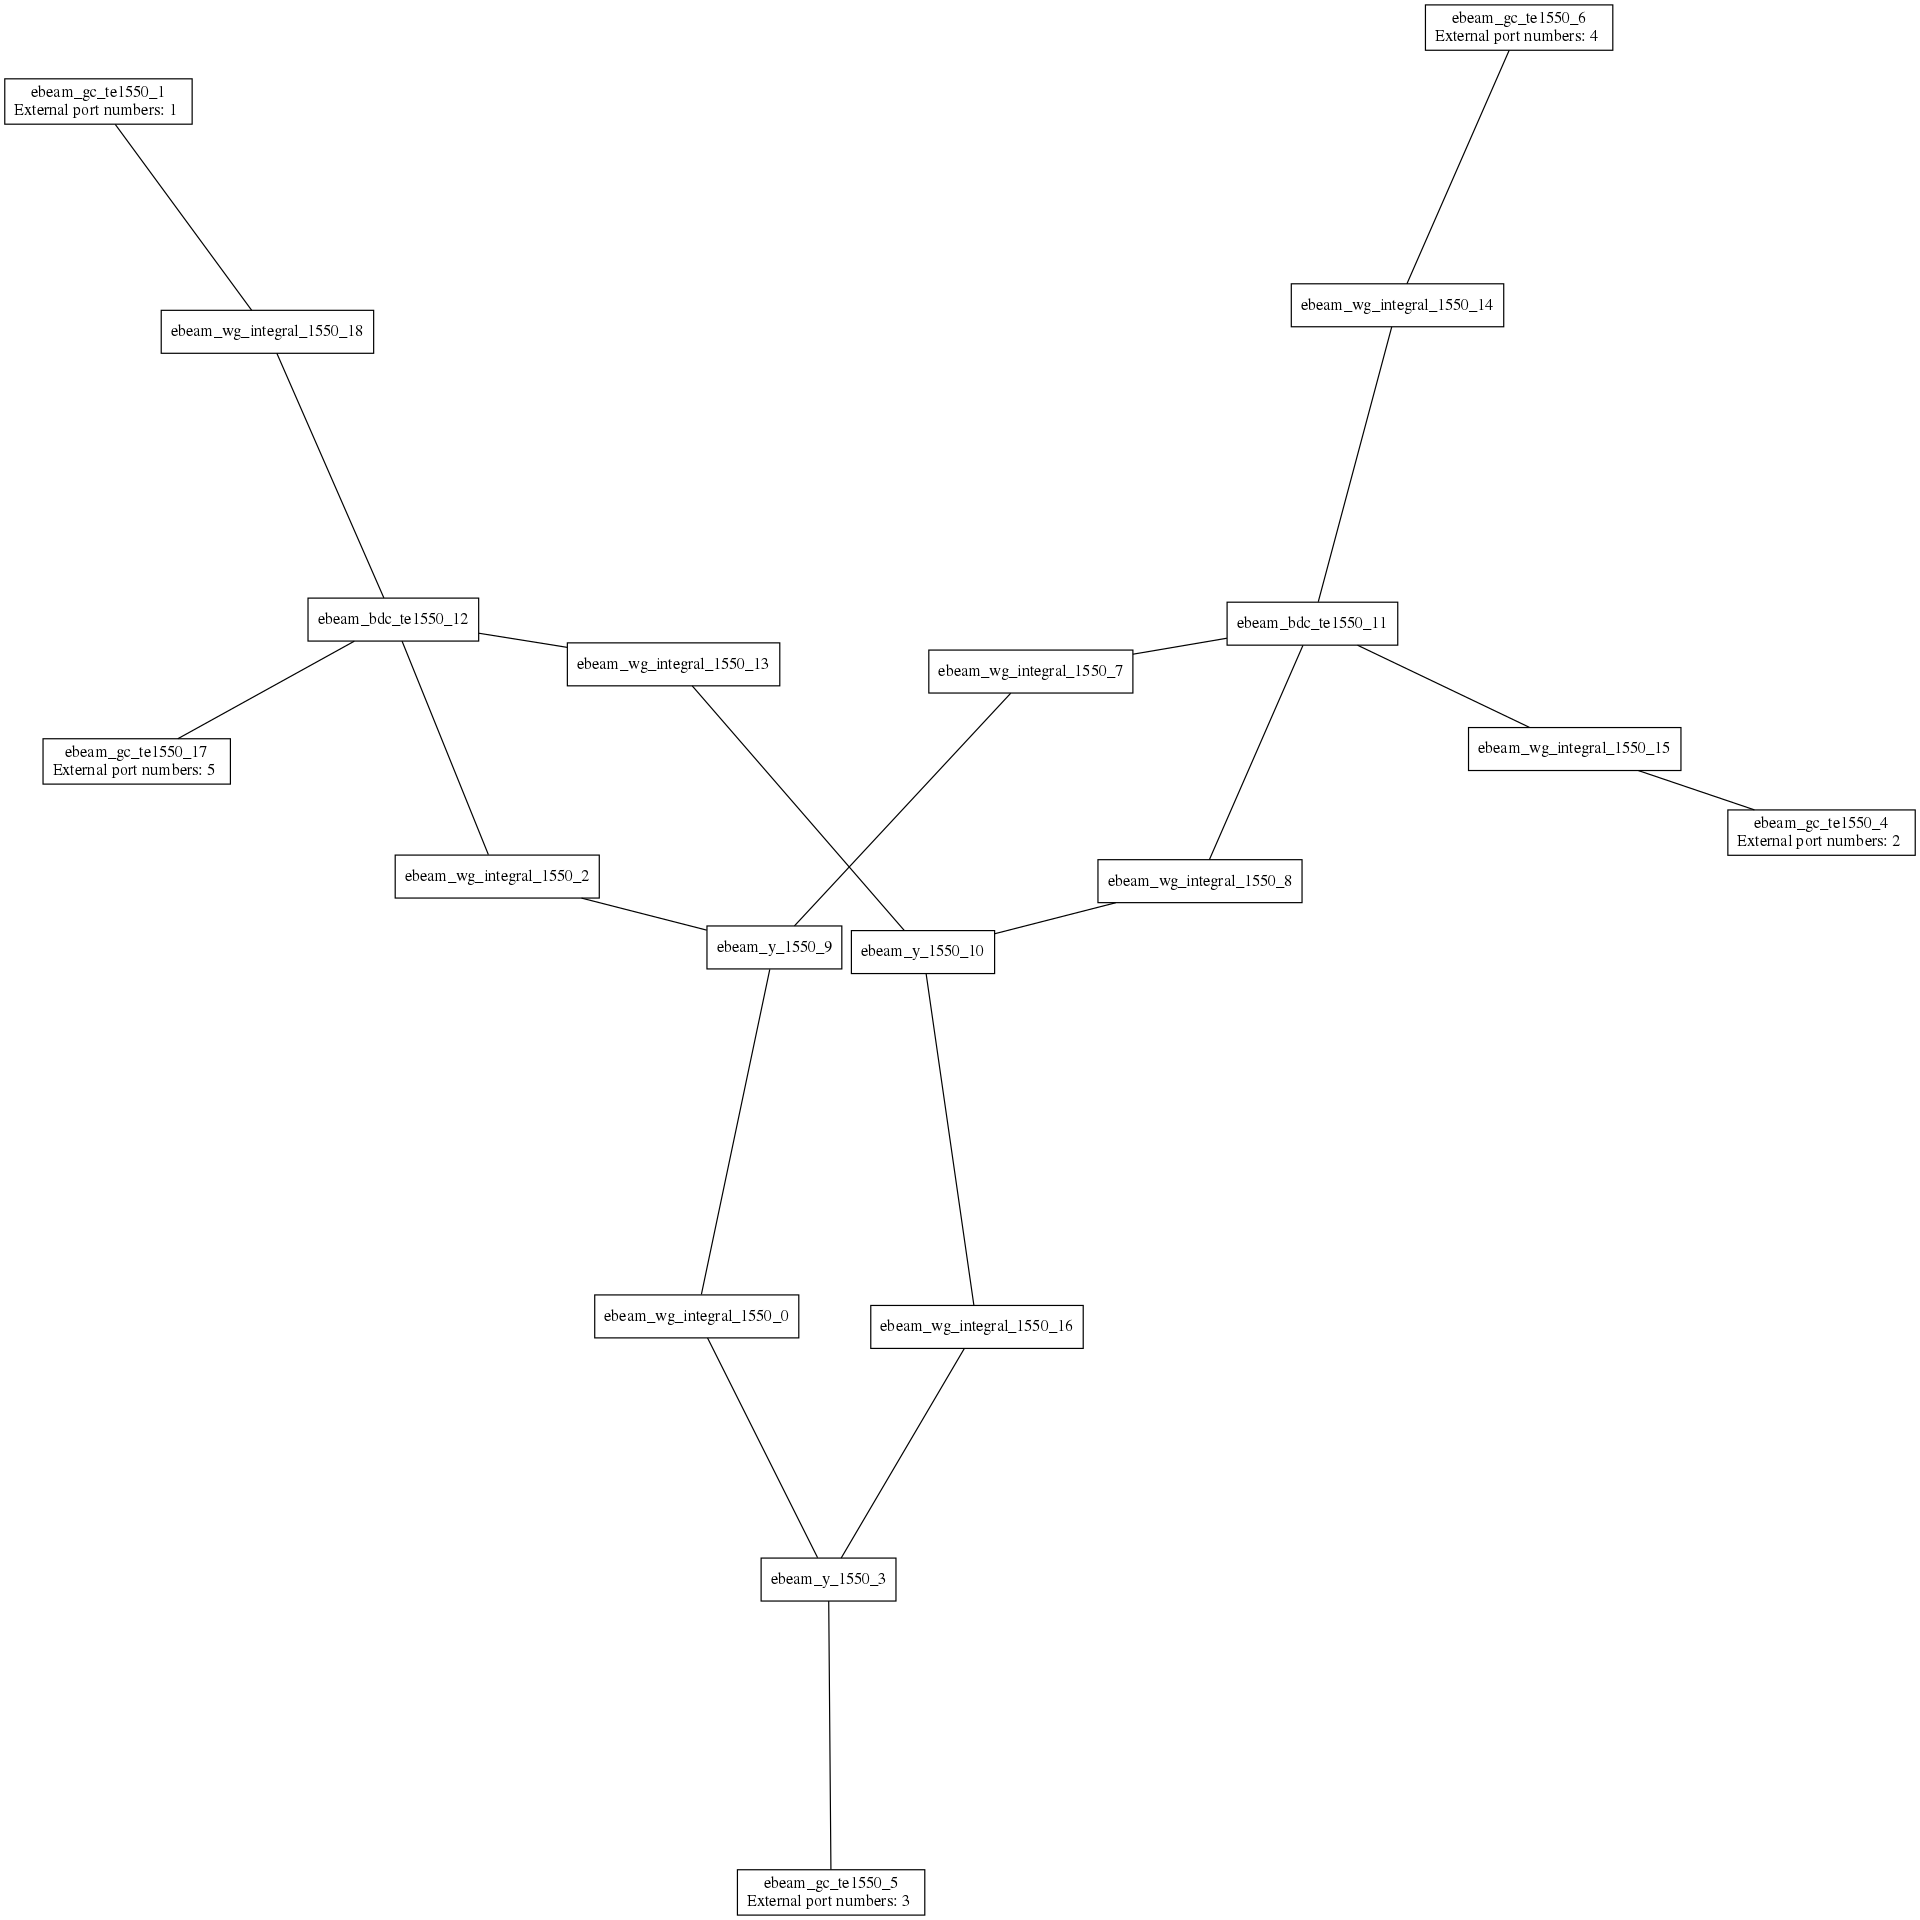 ebeam_gc_te1550_6
External port numbers: 4
ebeam_gc_te1550_1
External port numbers: 1
ebeam_wg_integral_1550_14
ebeam_wg_integral_1550_18
ebeam_bdc_te1550_12
ebeam_bdc_te1550_11
ebeam_wg_integral_1550_13
ebeam_wg_integral_1550_7
ebeam_gc_te1550_17
External port numbers: 5
ebeam_wg_integral_1550_15
ebeam_gc_te1550_4
External port numbers: 2
ebeam_wg_integral_1550_2
ebeam_wg_integral_1550_8
ebeam_y_1550_9
ebeam_y_1550_10
ebeam_wg_integral_1550_0
ebeam_wg_integral_1550_16
ebeam_y_1550_3
ebeam_gc_te1550_5
External port numbers: 3